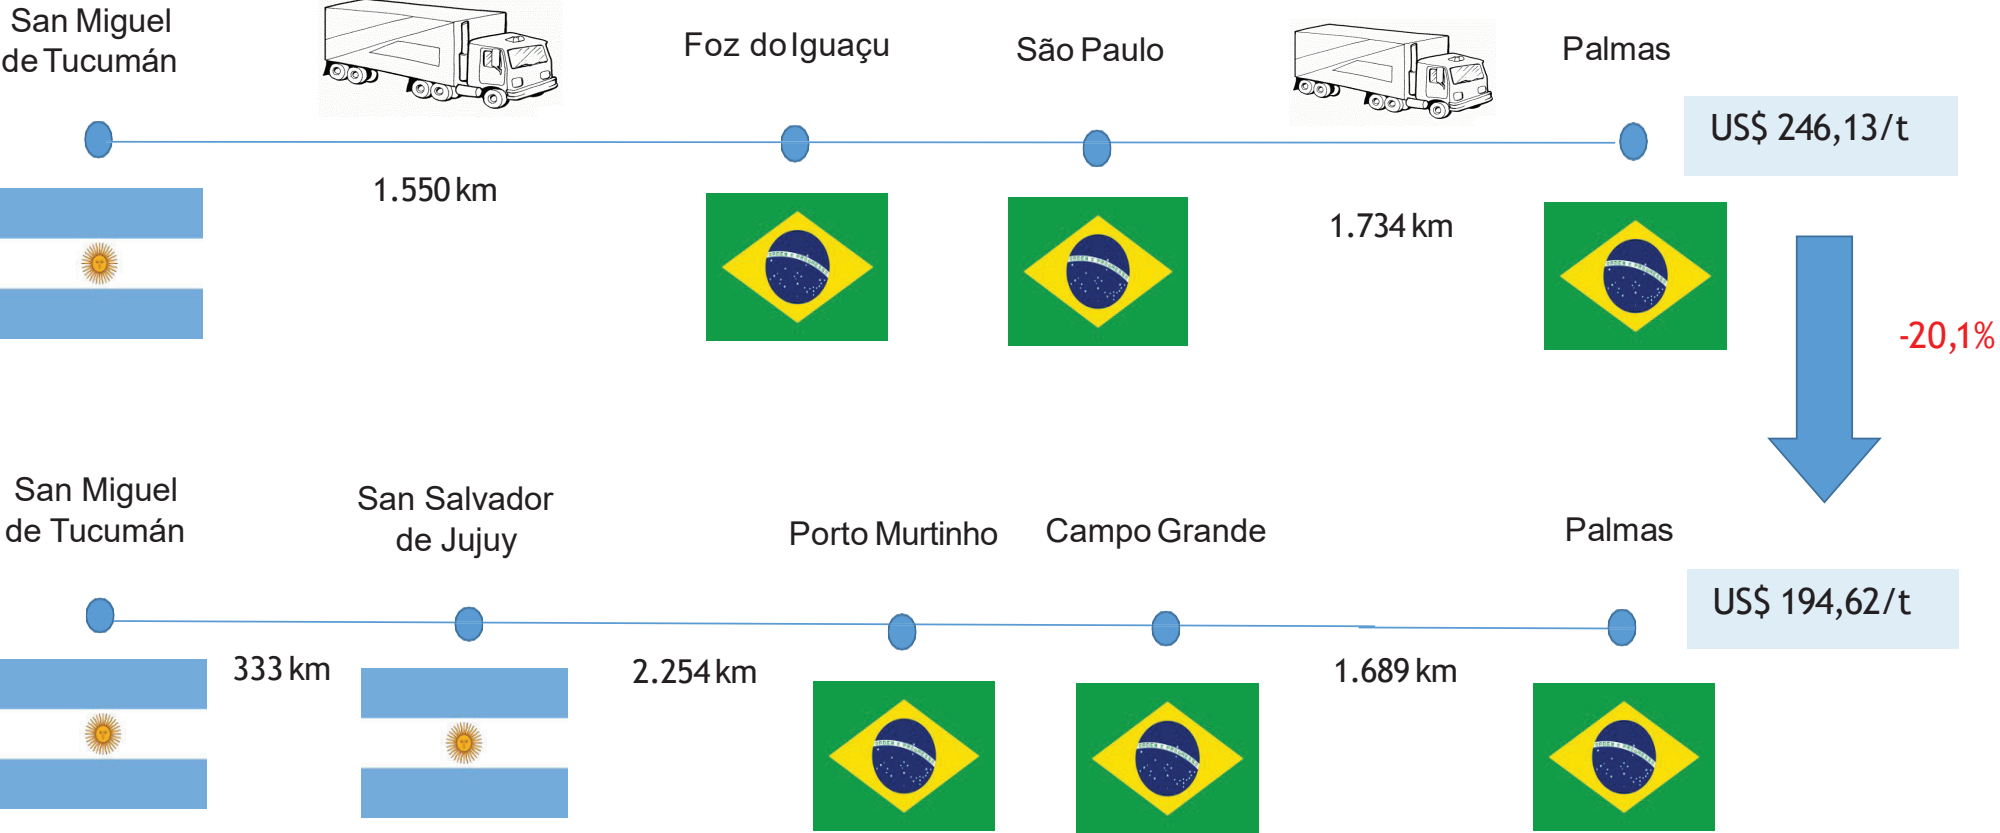 San Miguel
de Tucumán
Foz do Iguaçu
São Paulo
Palmas
US$ 246,13/t
1.550 km
1.734 km
-20,1%
San Miguel
de Tucumán
San Salvador
de Jujuy
Porto Murtinho
Campo Grande
Palmas
US$ 194,62/t
333 km
2.254 km
1.689 km